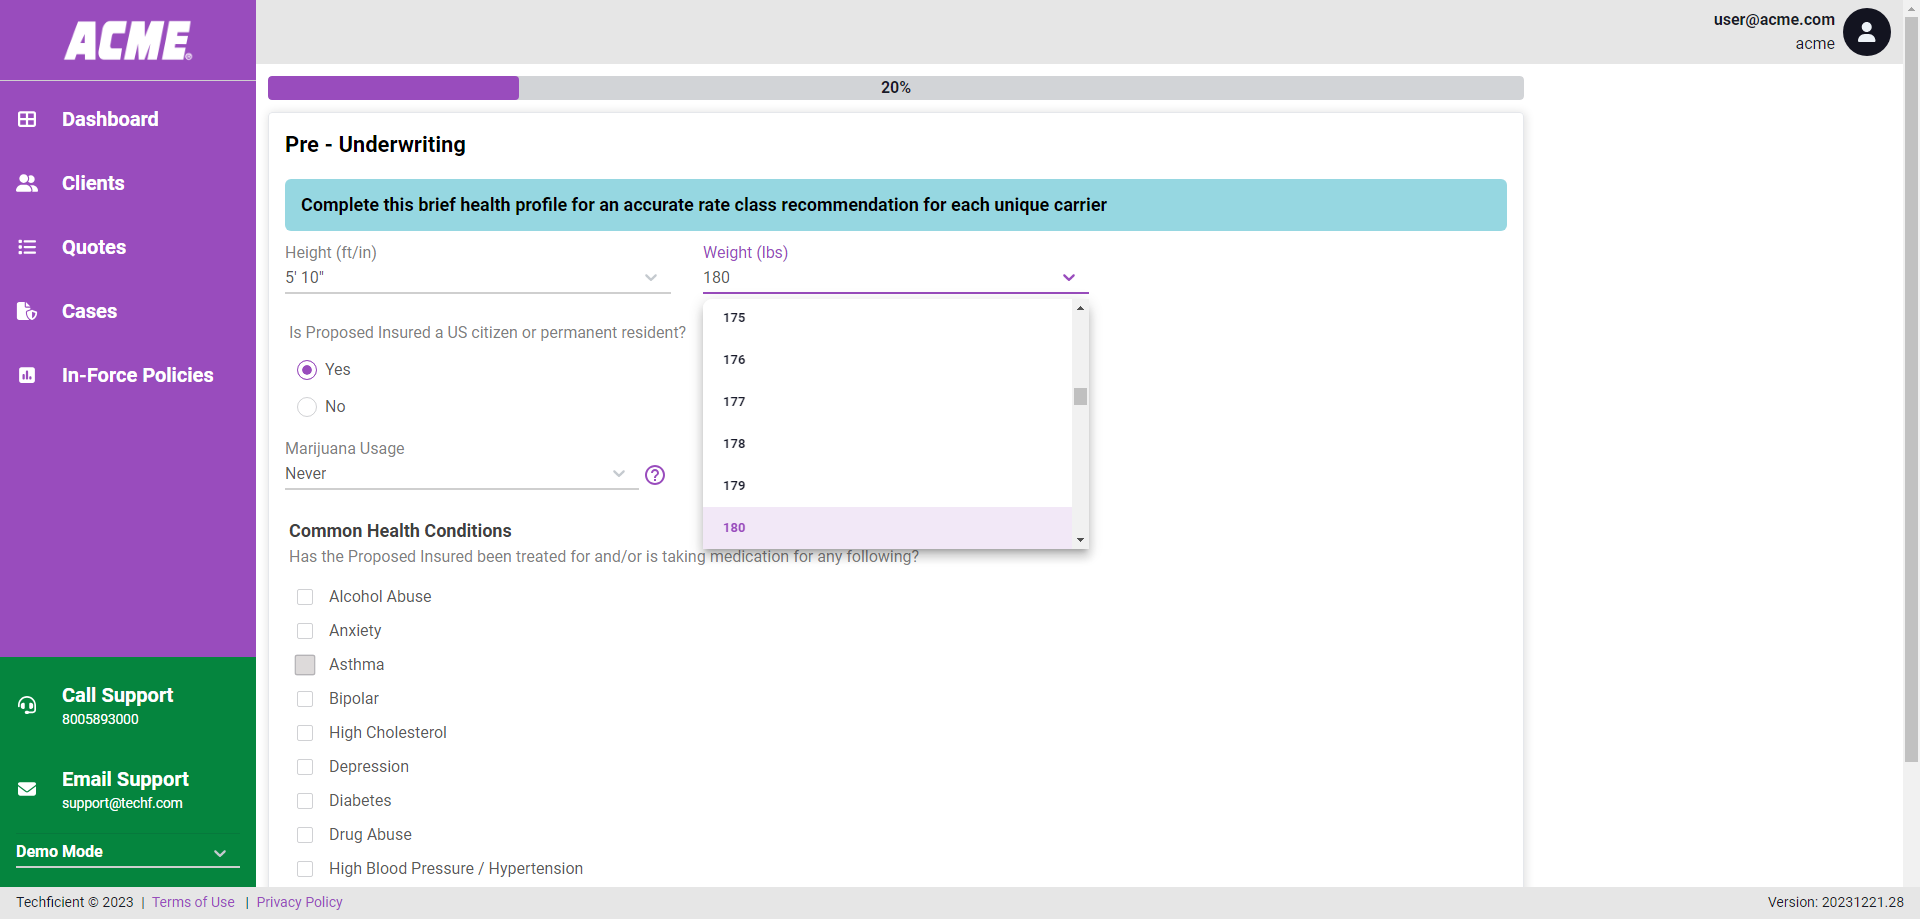 ACME®
user@acme.com
acme
20%
Dashboard
Clients
Quotes
Cases
In-Force Policies
Call Support
8005893000
Email Support
support@techf.com
Demo Mode
Pre - Underwriting
Complete this brief health profile for an accurate rate class recommendation for each unique carrier
Height (ft/in)
5' 10"
Weight (lbs)
180
175
176
177
178
179
180
Is Proposed Insured a US citizen or permanent resident?
Yes
No
Marijuana Usage
Never
?
Common Health Conditions
Has the Proposed Insured been treated for and/or is taking medication for any following?
Alcohol Abuse
Anxiety
Asthma
Bipolar
High Cholesterol
Depression
Diabetes
Drug Abuse
High Blood Pressure / Hypertension
Techficient © 2023 | Terms of Use | Privacy Policy
Version: 20231221.28